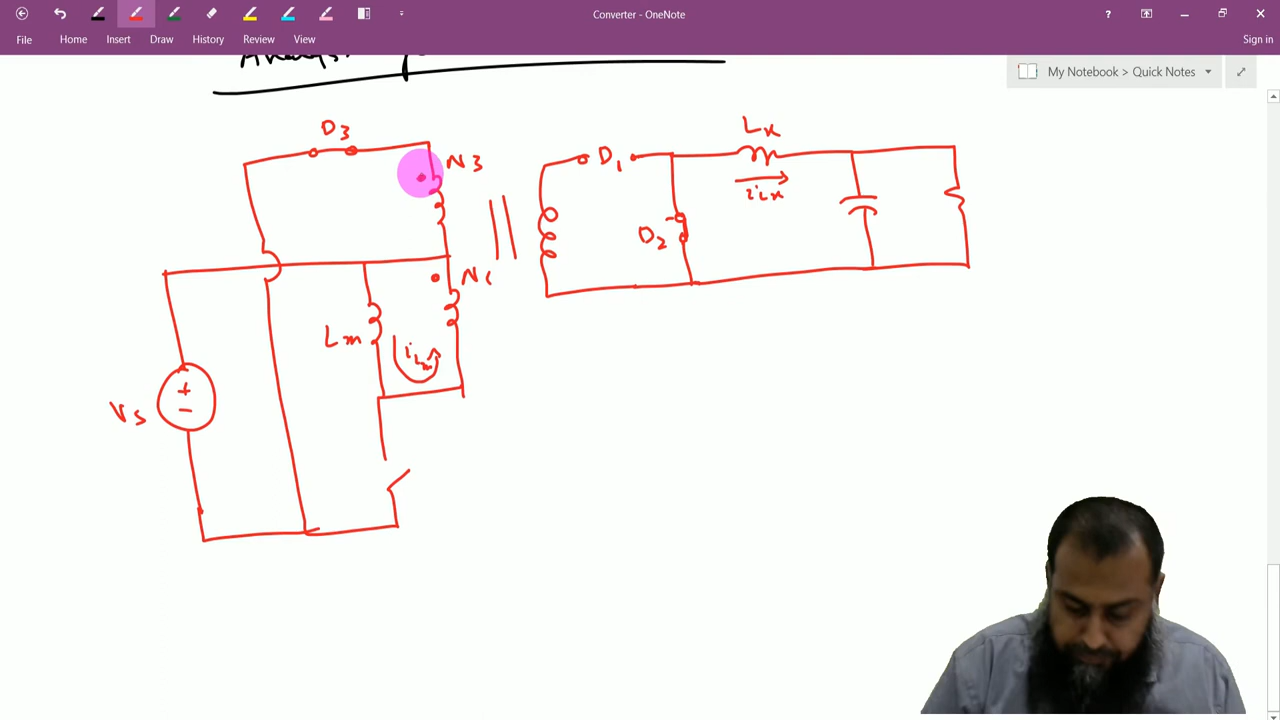 Converter - OneNote
File Home Insert Draw History Review View
Sign in
My Notebook > Quick Notes
D3
N3
D1
Lx
iLx
D2
N1
Lm
iLm
Vs
+
-